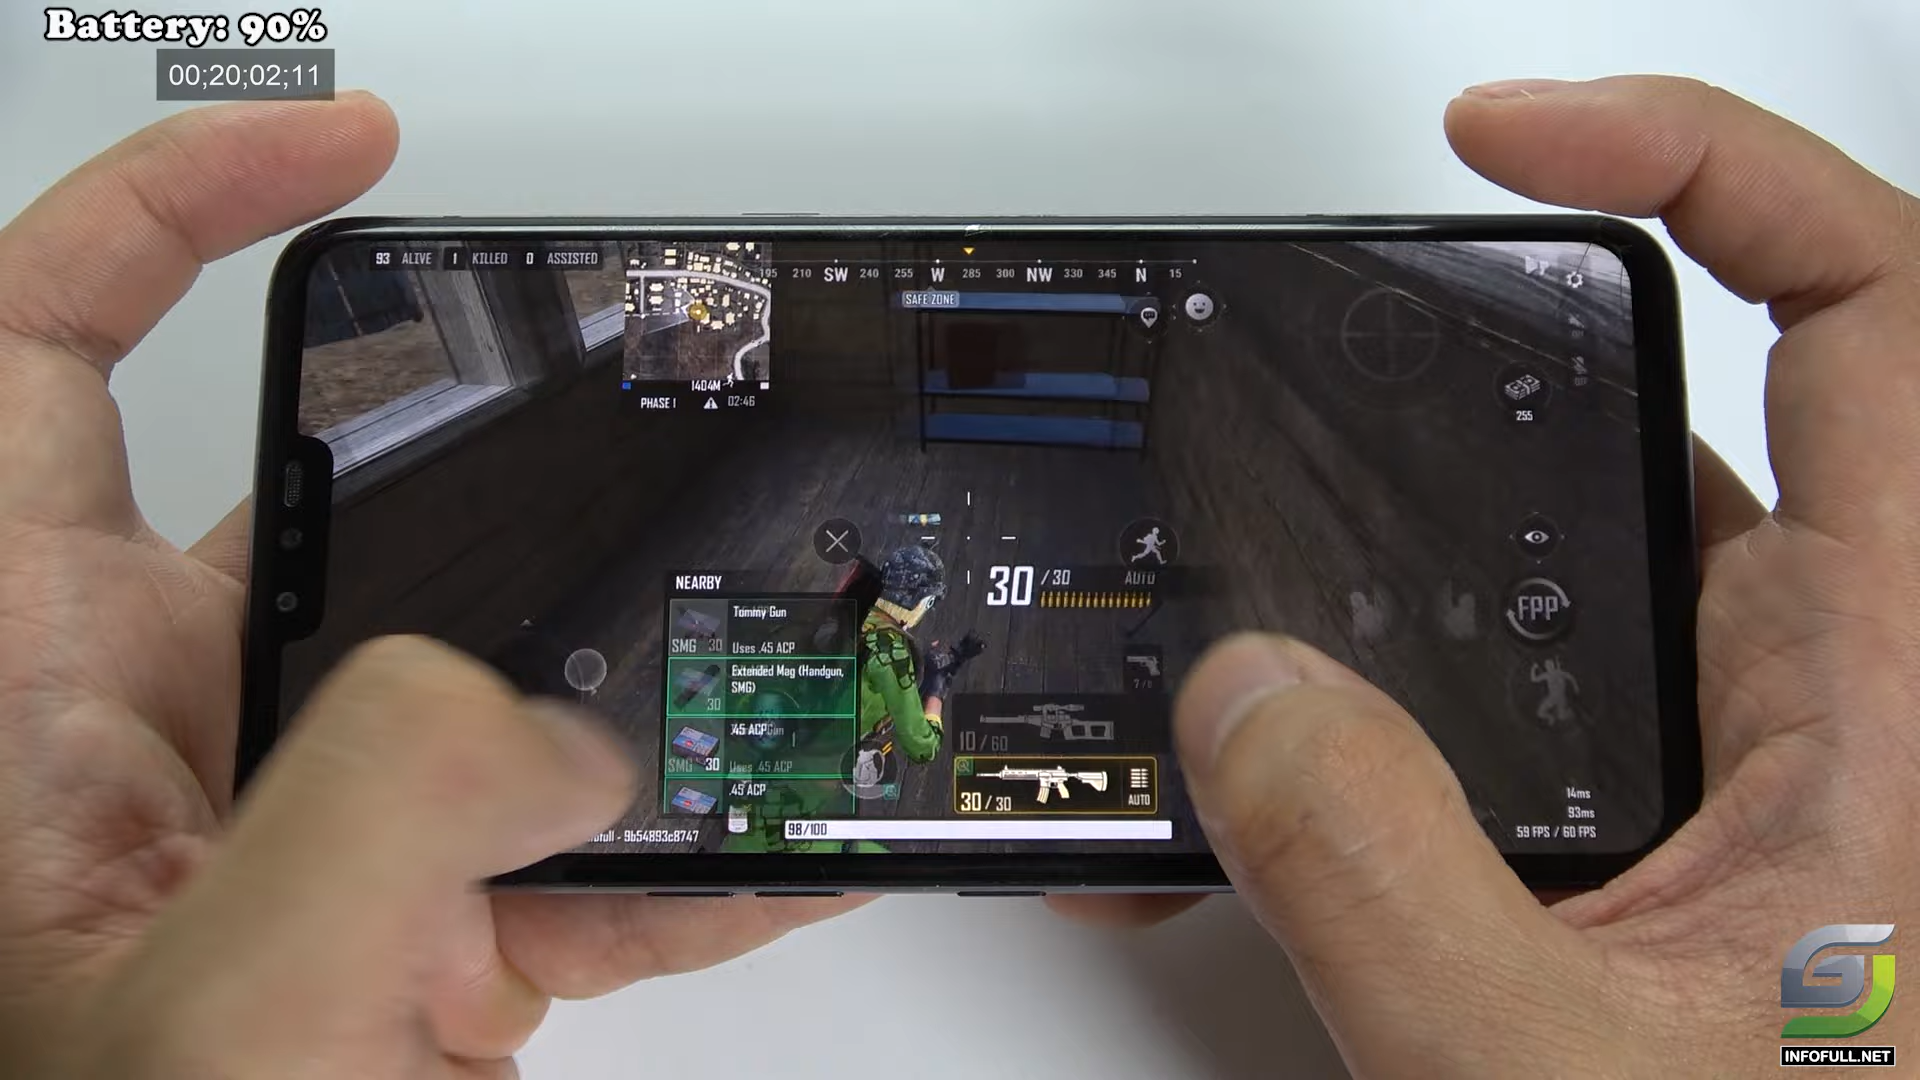 Battery: 90%
00;20;02;11
93 ALIVE 1 KILLED 0 ASSISTED
195 210 SW 240 255 W 285 300 NW 330 345 N 15
SAFE ZONE
1404M
PHASE 1 02:46
255
NEARBY
Tommy Gun
SMG 30 Uses .45 ACP
Extended Mag (Handgun, SMG)
30
.45 ACP
SMG 30 Uses .45 ACP
.45 ACP
30 / 30
AUTO
FPP
10 / 60
30 / 30 AUTO
98/100
9b54893c8747
14ms
93ms
59 FPS / 60 FPS
INFOFULL.NET